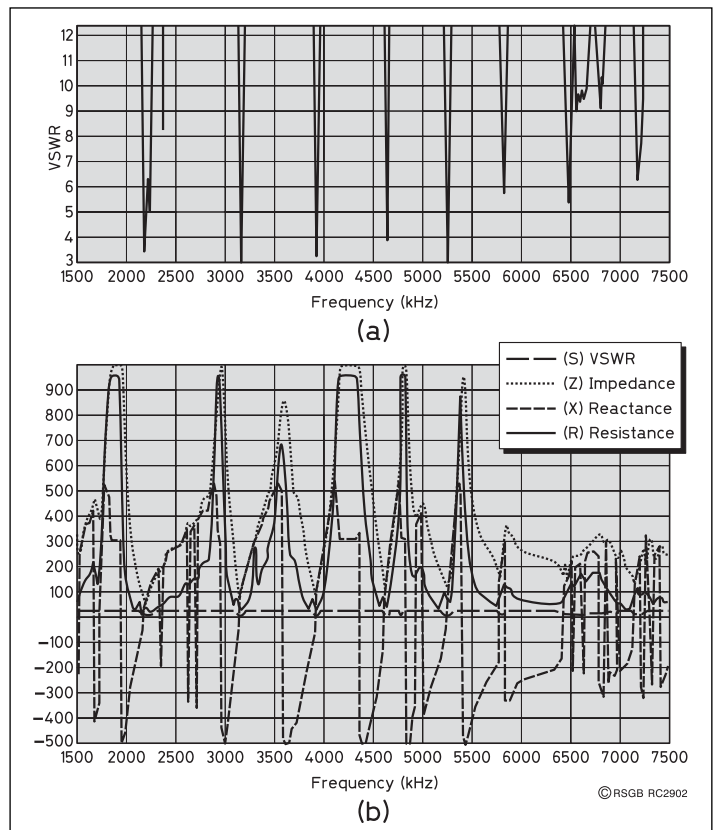 12
11
10
9
8
7
6
5
4
3
VSWR
1500 2000 2500 3000 3500 4000 4500 5000 5500 6000 6500 7000 7500
Frequency (kHz)
(a)
(S) VSWR
(Z) Impedance
(X) Reactance
(R) Resistance
900
800
700
600
500
400
300
200
100
-100
-200
-300
-400
-500
1500 2000 2500 3000 3500 4000 4500 5000 5500 6000 6500 7000 7500
Frequency (kHz)
©RSGB RC2902
(b)